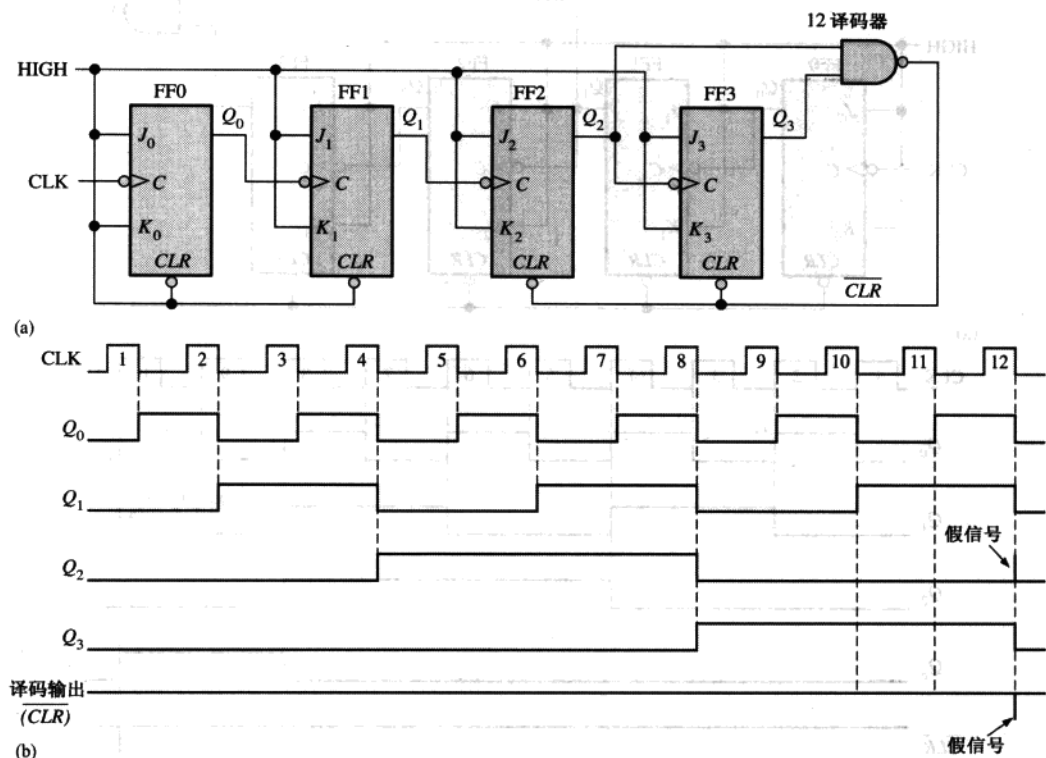 12 译码器
HIGH
FF0
FF1
FF2
FF3
Q₀
Q₁
Q₂
Q₃
J₀
J₁
J₂
J₃
CLK
C
C
C
C
K₀
K₁
K₂
K₃
CLR
CLR
CLR
CLR
C̅L̅R̅
(a)
CLK
1 2 3 4 5 6 7 8 9 10 11 12
Q₀
Q₁
假信号
Q₂
Q₃
译码输出
(C̅L̅R̅)
假信号
(b)